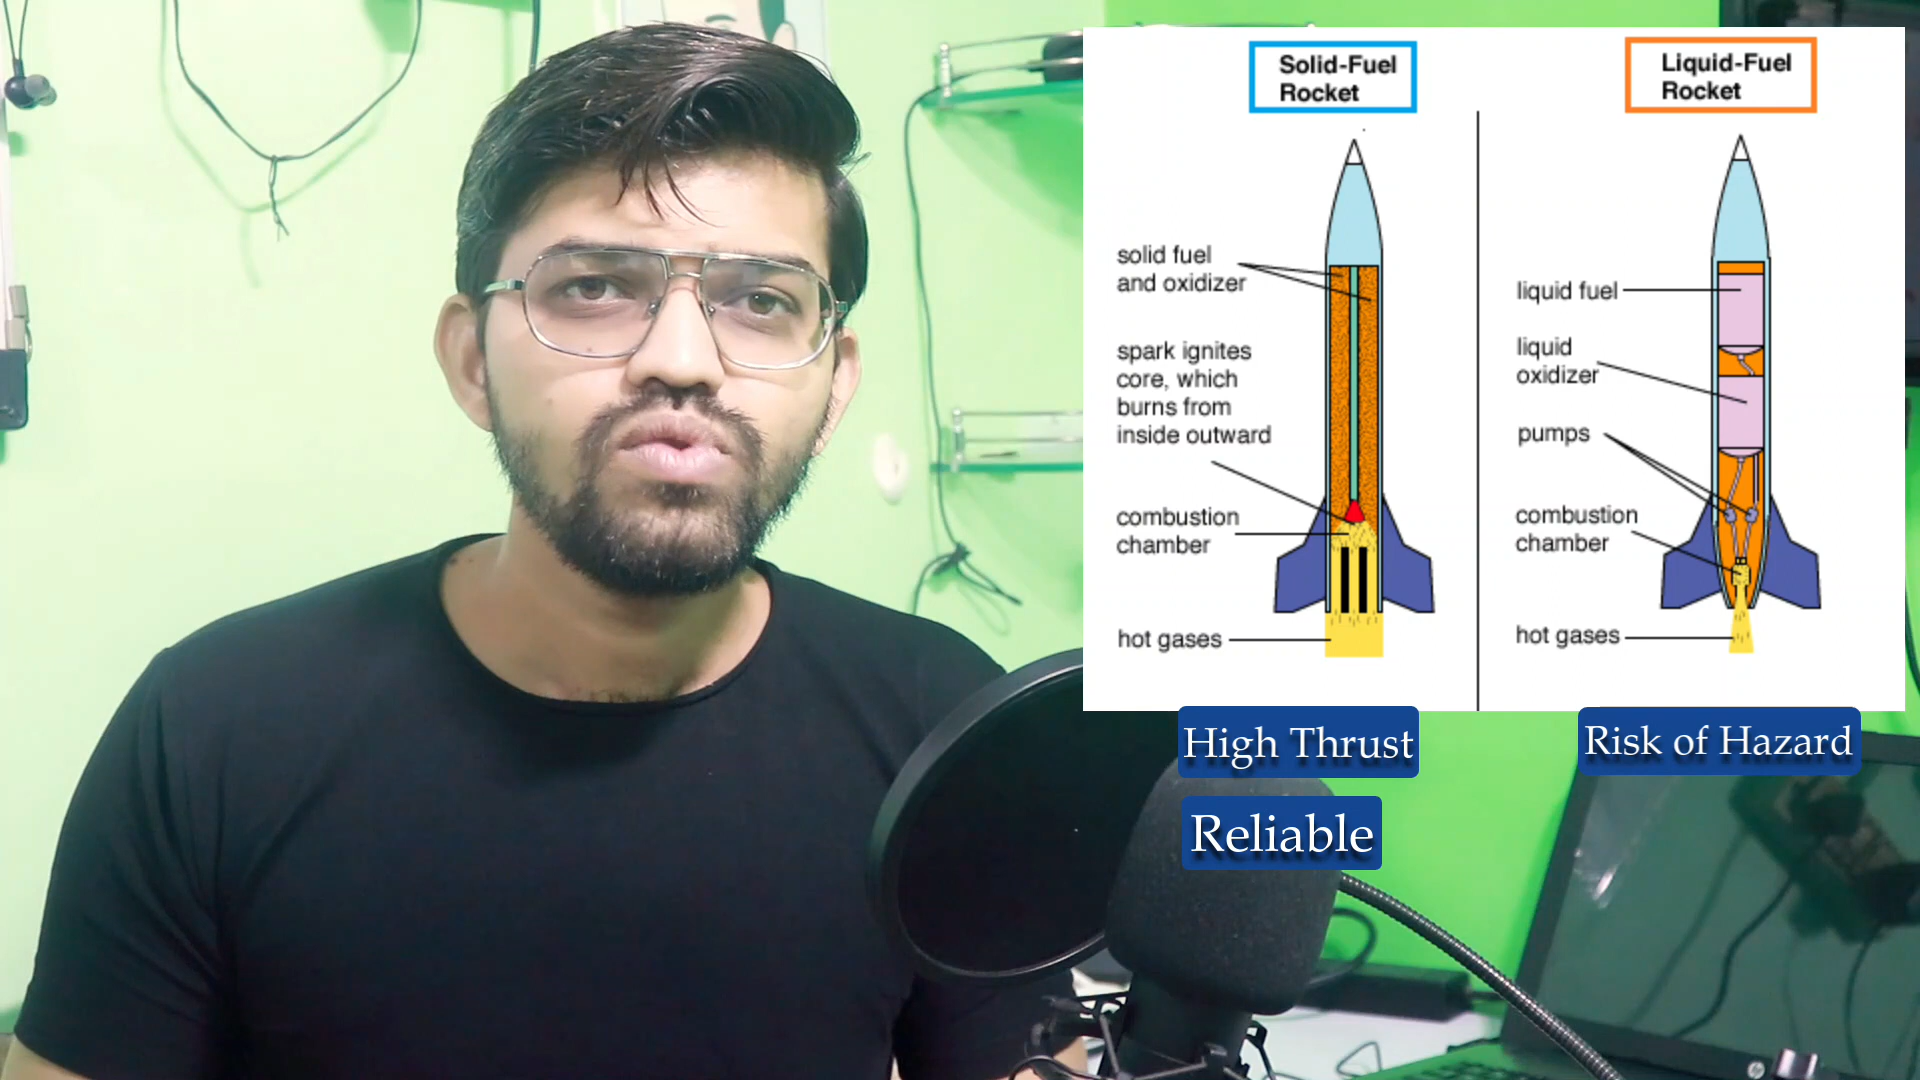 Solid-Fuel
Rocket
solid fuel
and oxidizer
spark ignites
core, which
burns from
inside outward
combustion
chamber
hot gases
Liquid-Fuel
Rocket
liquid fuel
liquid
oxidizer
pumps
combustion
chamber
hot gases
High Thrust
Reliable
Risk of Hazard
hp